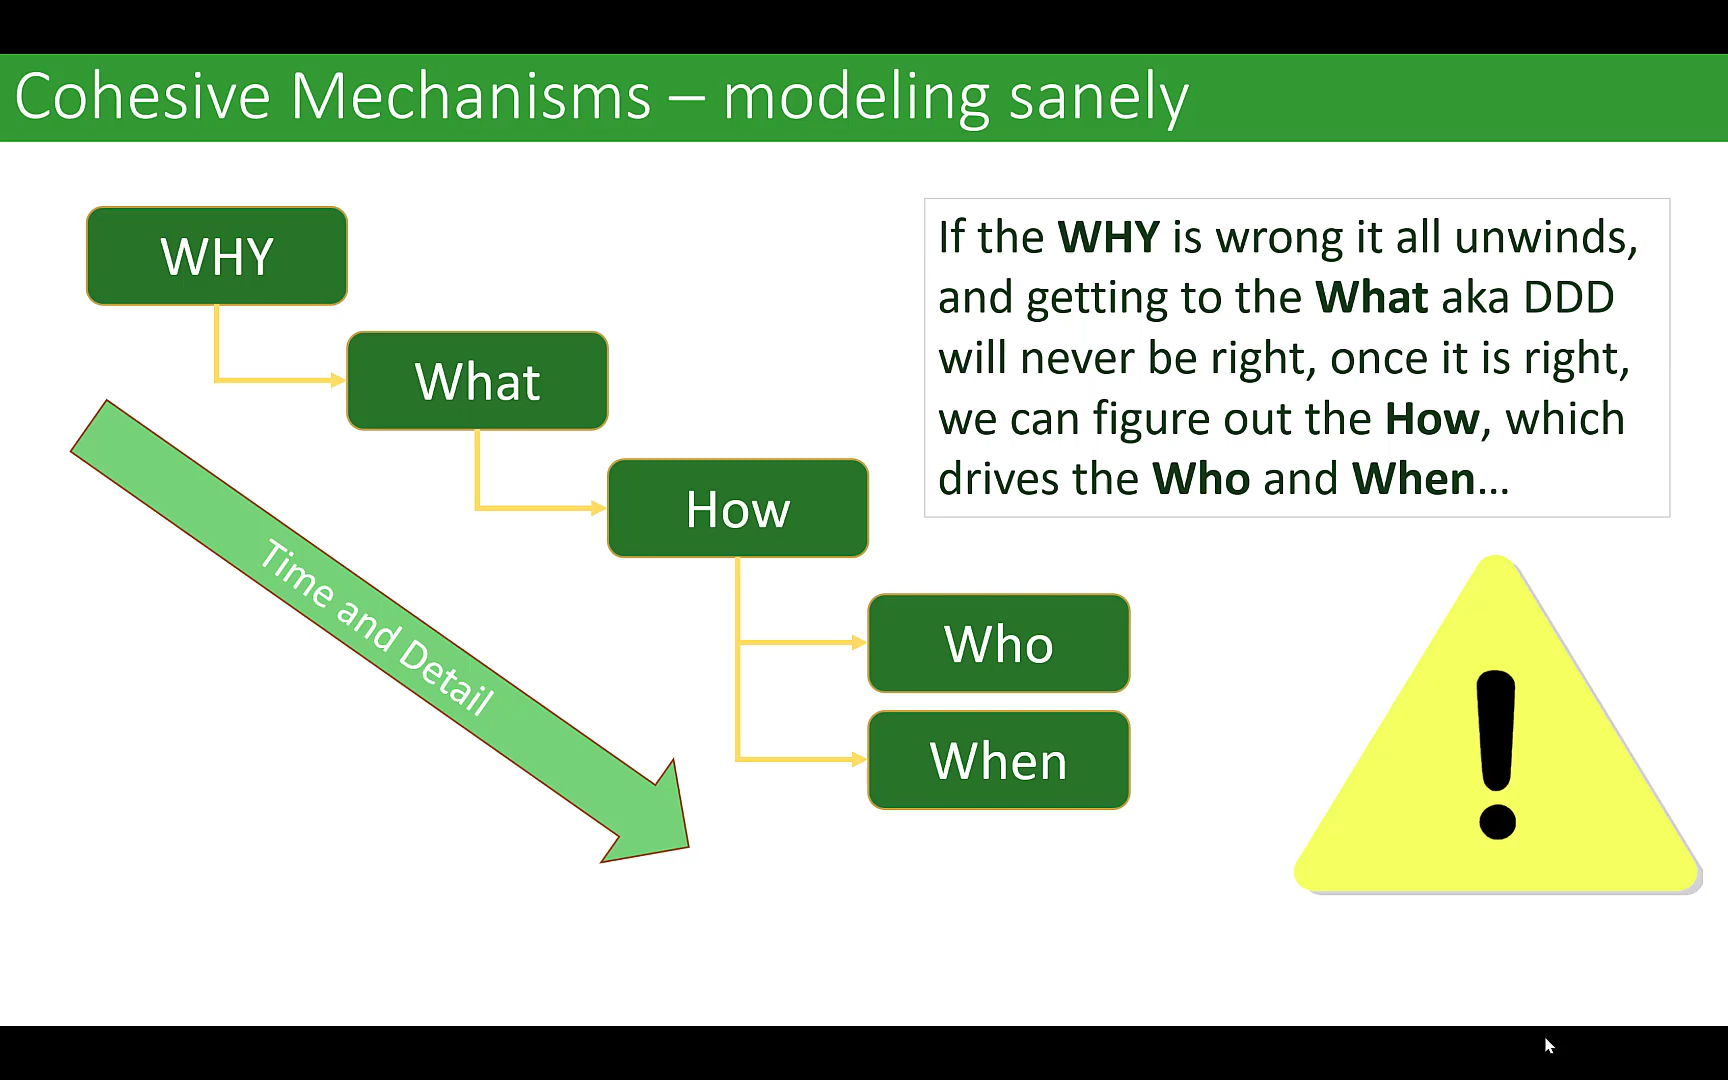 Cohesive Mechanisms – modeling sanely
WHY
What
How
Who
When
Time and Detail
If the WHY is wrong it all unwinds,
and getting to the What aka DDD
will never be right, once it is right,
we can figure out the How, which
drives the Who and When...